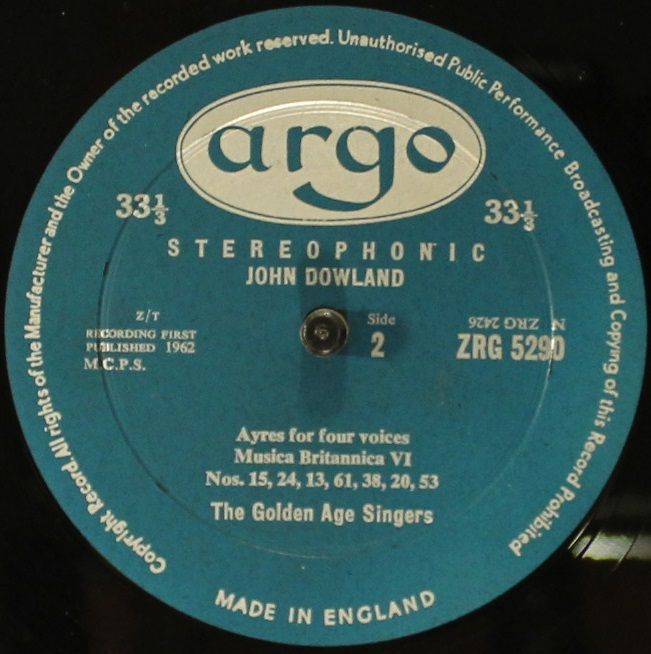 Copyright Record. All rights of the Manufacturer and the Owner of the recorded work reserved. Unauthorised Public Performance Broadcasting and Copying of this Record Prohibited
argo
33⅓
33⅓
STEREOPHONIC
JOHN DOWLAND
Z/T
RECORDING FIRST
PUBLISHED 1962
M.C.P.S.
Side
2
N ZRG 2426
ZRG 5290
Ayres for four voices
Musica Britannica VI
Nos. 15, 24, 13, 61, 38, 20, 53
The Golden Age Singers
MADE IN ENGLAND